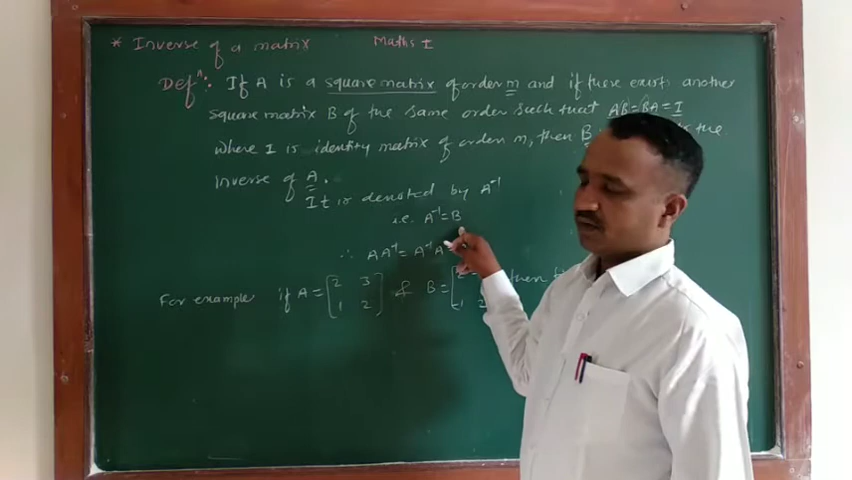 * Inverse of a matrix Maths I
Defⁿ: If A is a square matrix of order m and if there exists another
square matrix B of the same order such that AB=BA=I
where I is identity matrix of order m, then B the
inverse of A.
It is denoted by A⁻¹
i.e. A⁻¹=B
∴ AA⁻¹=A⁻¹A
For example if A=[2 3 & B= then
1 2]